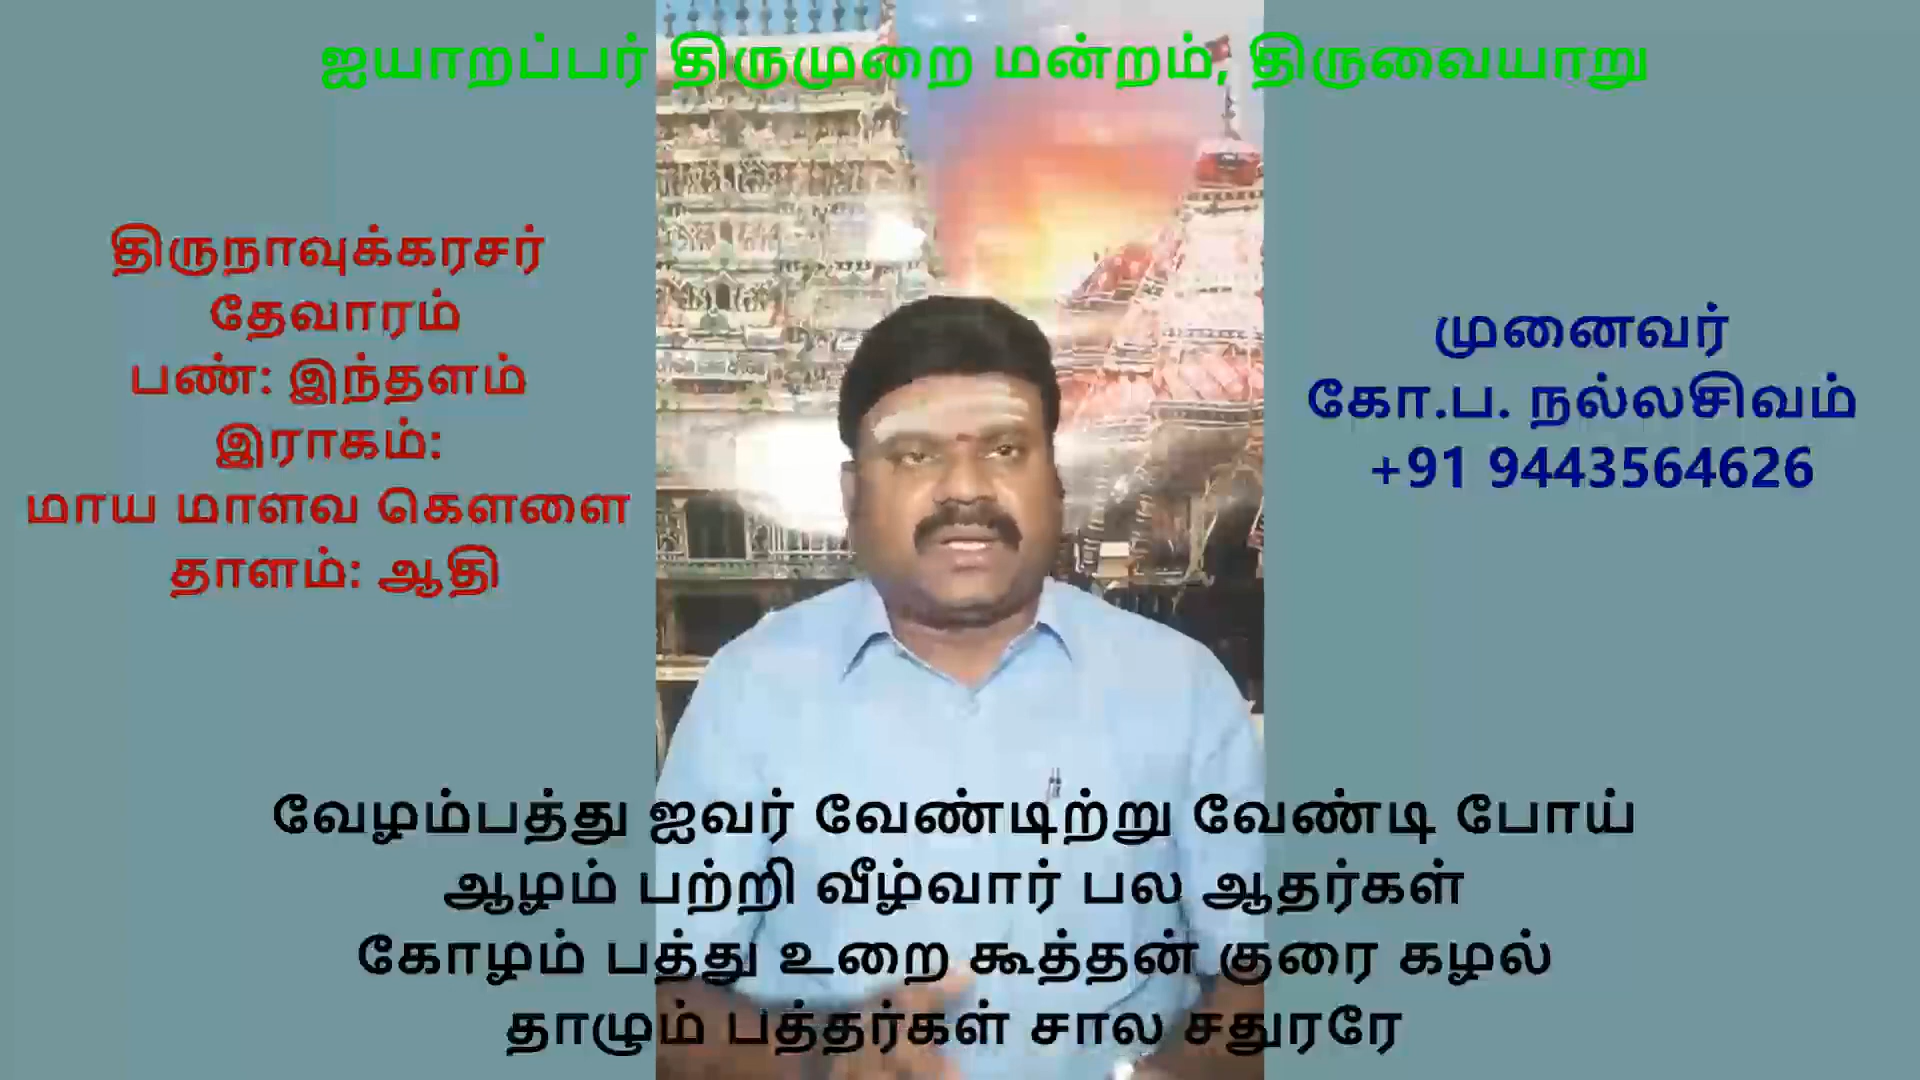 ஐயாறப்பர் திருமுறை மன்றம், திருவையாறு
திருநாவுக்கரசர்
தேவாரம்
பண்: இந்தளம்
இராகம்:
மாய மாளவ கௌளை
தாளம்: ஆதி
முனைவர்
கோ.ப. நல்லசிவம்
+91 9443564626
வேழம்பத்து ஐவர் வேண்டிற்று வேண்டி போய்
ஆழம் பற்றி வீழ்வார் பல ஆதர்கள்
கோழம் பத்து உறை கூத்தன் குரை கழல்
தாழும் பத்தர்கள் சால சதுரரே